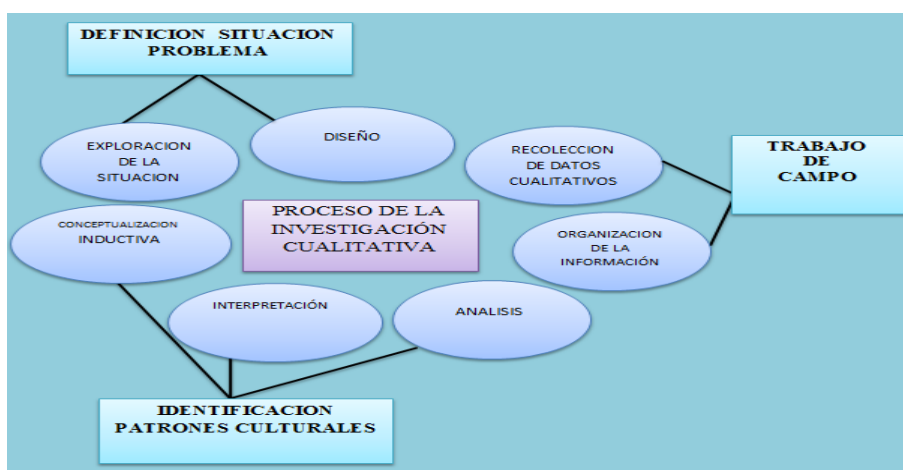 DEFINICION SITUACION
PROBLEMA
EXPLORACION
DE LA
SITUACION
DISEÑO
RECOLECCION
DE DATOS
CUALITATIVOS
TRABAJO
DE
CAMPO
CONCEPTUALIZACION
INDUCTIVA
PROCESO DE LA
INVESTIGACIÓN
CUALITATIVA
ORGANIZACION
DE LA
INFORMACIÓN
INTERPRETACIÓN
ANALISIS
IDENTIFICACION
PATRONES CULTURALES